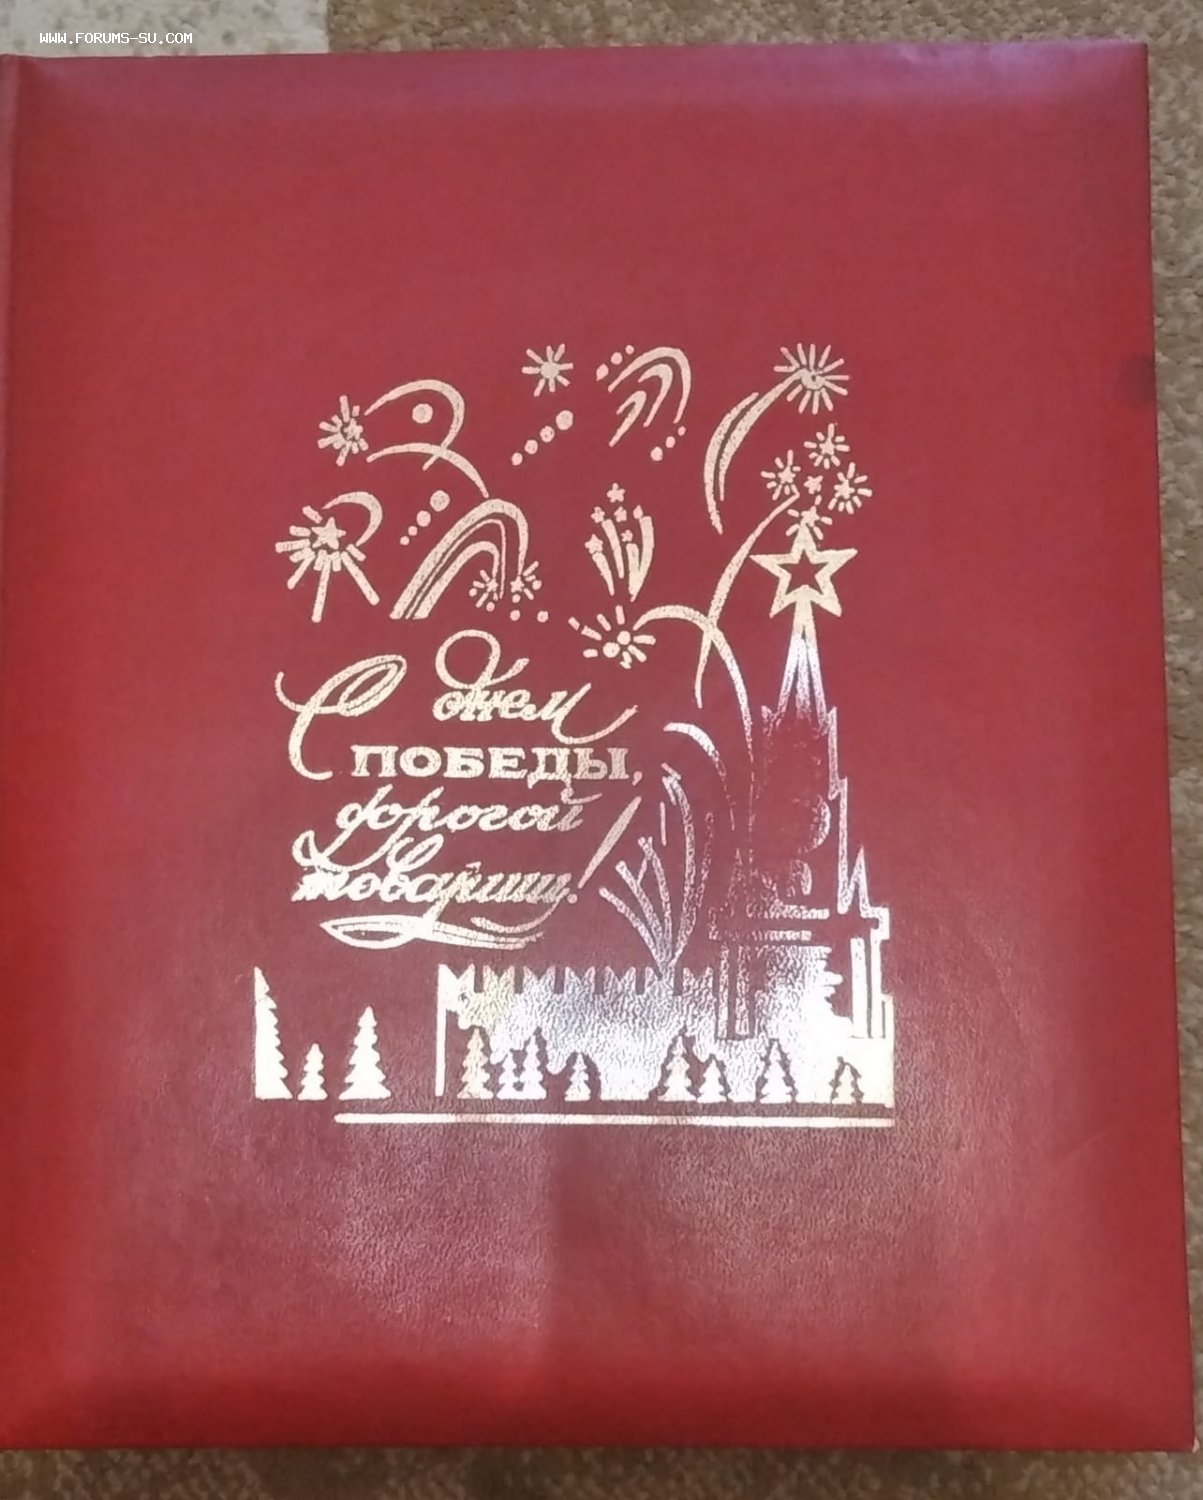 WWW.FORUMS-SU.COM
С днем
ПОБЕДЫ,
дорогой
товарищ!